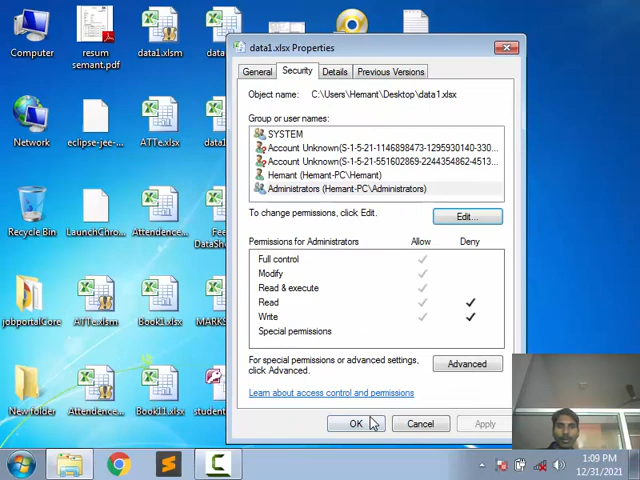 data1.xlsx Properties
General
Security
Details
Previous Versions
Object name: C:\Users\Hemant\Desktop\data1.xlsx
Group or user names:
SYSTEM
Account Unknown(S-1-5-21-1146898473-1295930140-330...
Account Unknown(S-1-5-21-551602869-2244354862-4513...
Hemant (Hemant-PC\Hemant)
Administrators (Hemant-PC\Administrators)
To change permissions, click Edit.
Edit...
Permissions for Administrators Allow Deny
Full control
Modify
Read & execute
Read
Write
Special permissions
For special permissions or advanced settings,
click Advanced.
Advanced
Learn about access control and permissions
OK
Cancel
Apply
Computer
resum
semant.pdf
data1.xlsm
Network
eclipse-jee-...
ATTe.xlsx
Recycle Bin
LaunchChro...
Attendence...
jobportalCore
ATTe.xlsm
Book1.xlsx
New folder
Attendence...
Book11.xlsx
1:09 PM
12/31/2021